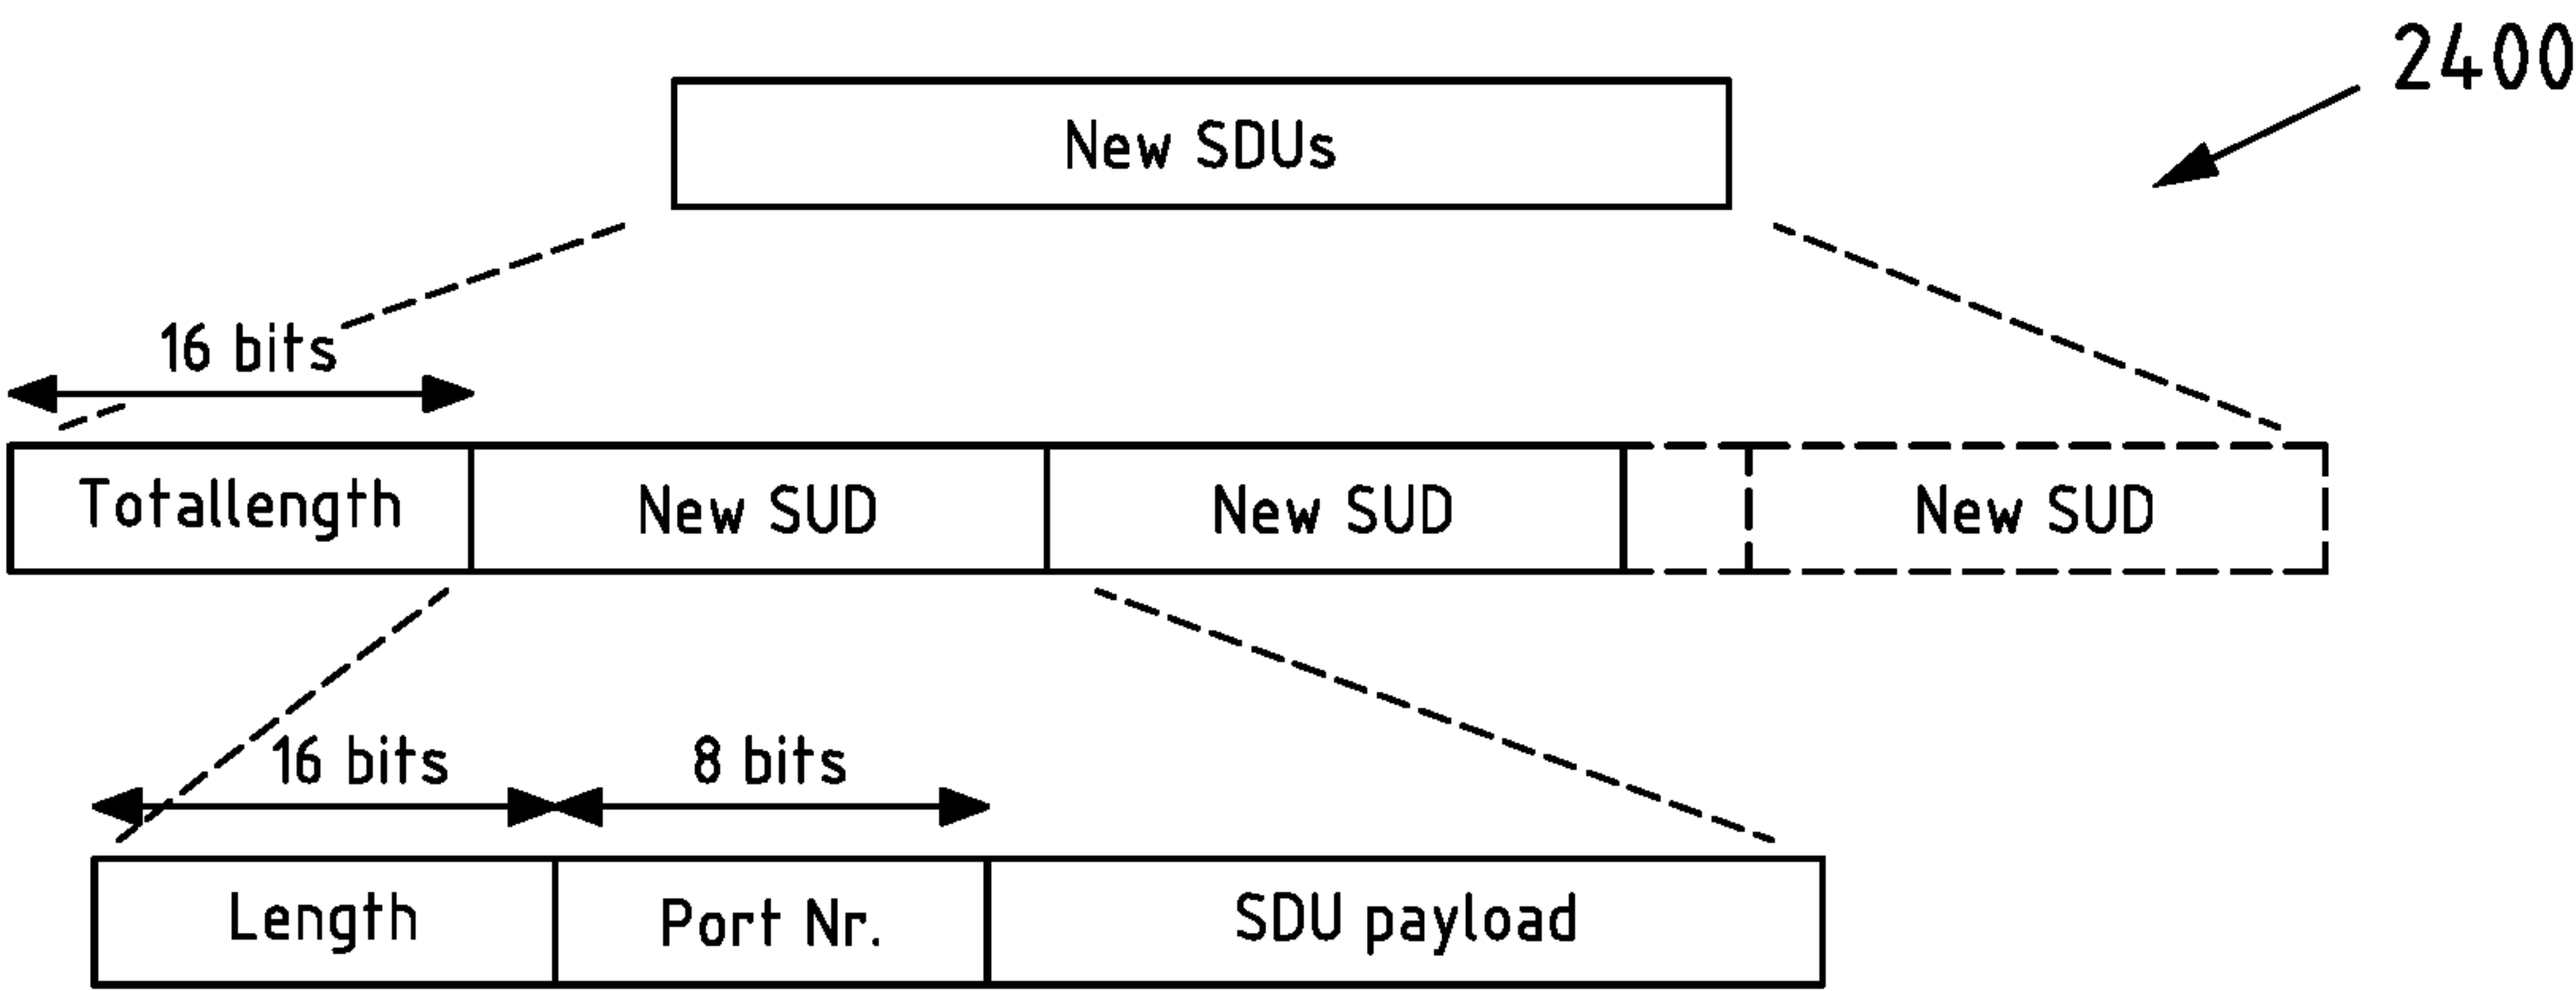 2400
New SDUs
16 bits
Totallength New SUD New SUD New SUD
16 bits 8 bits
Length Port Nr. SDU payload